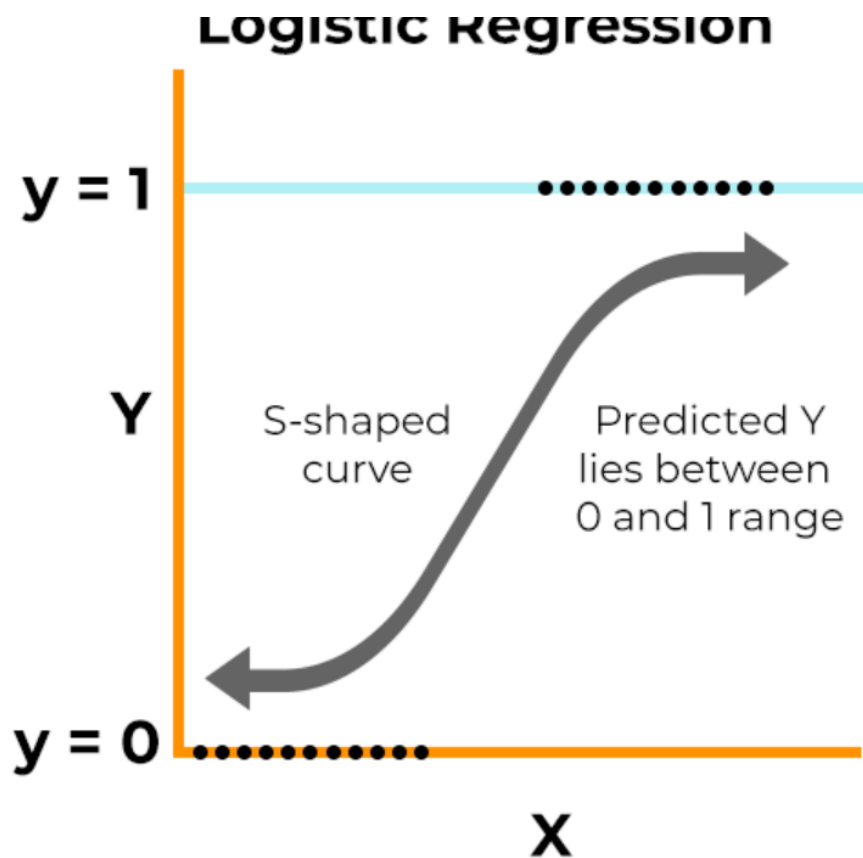 Logistic Regression
y = 1
Y
S-shaped
curve
Predicted Y
lies between
0 and 1 range
y = 0
X